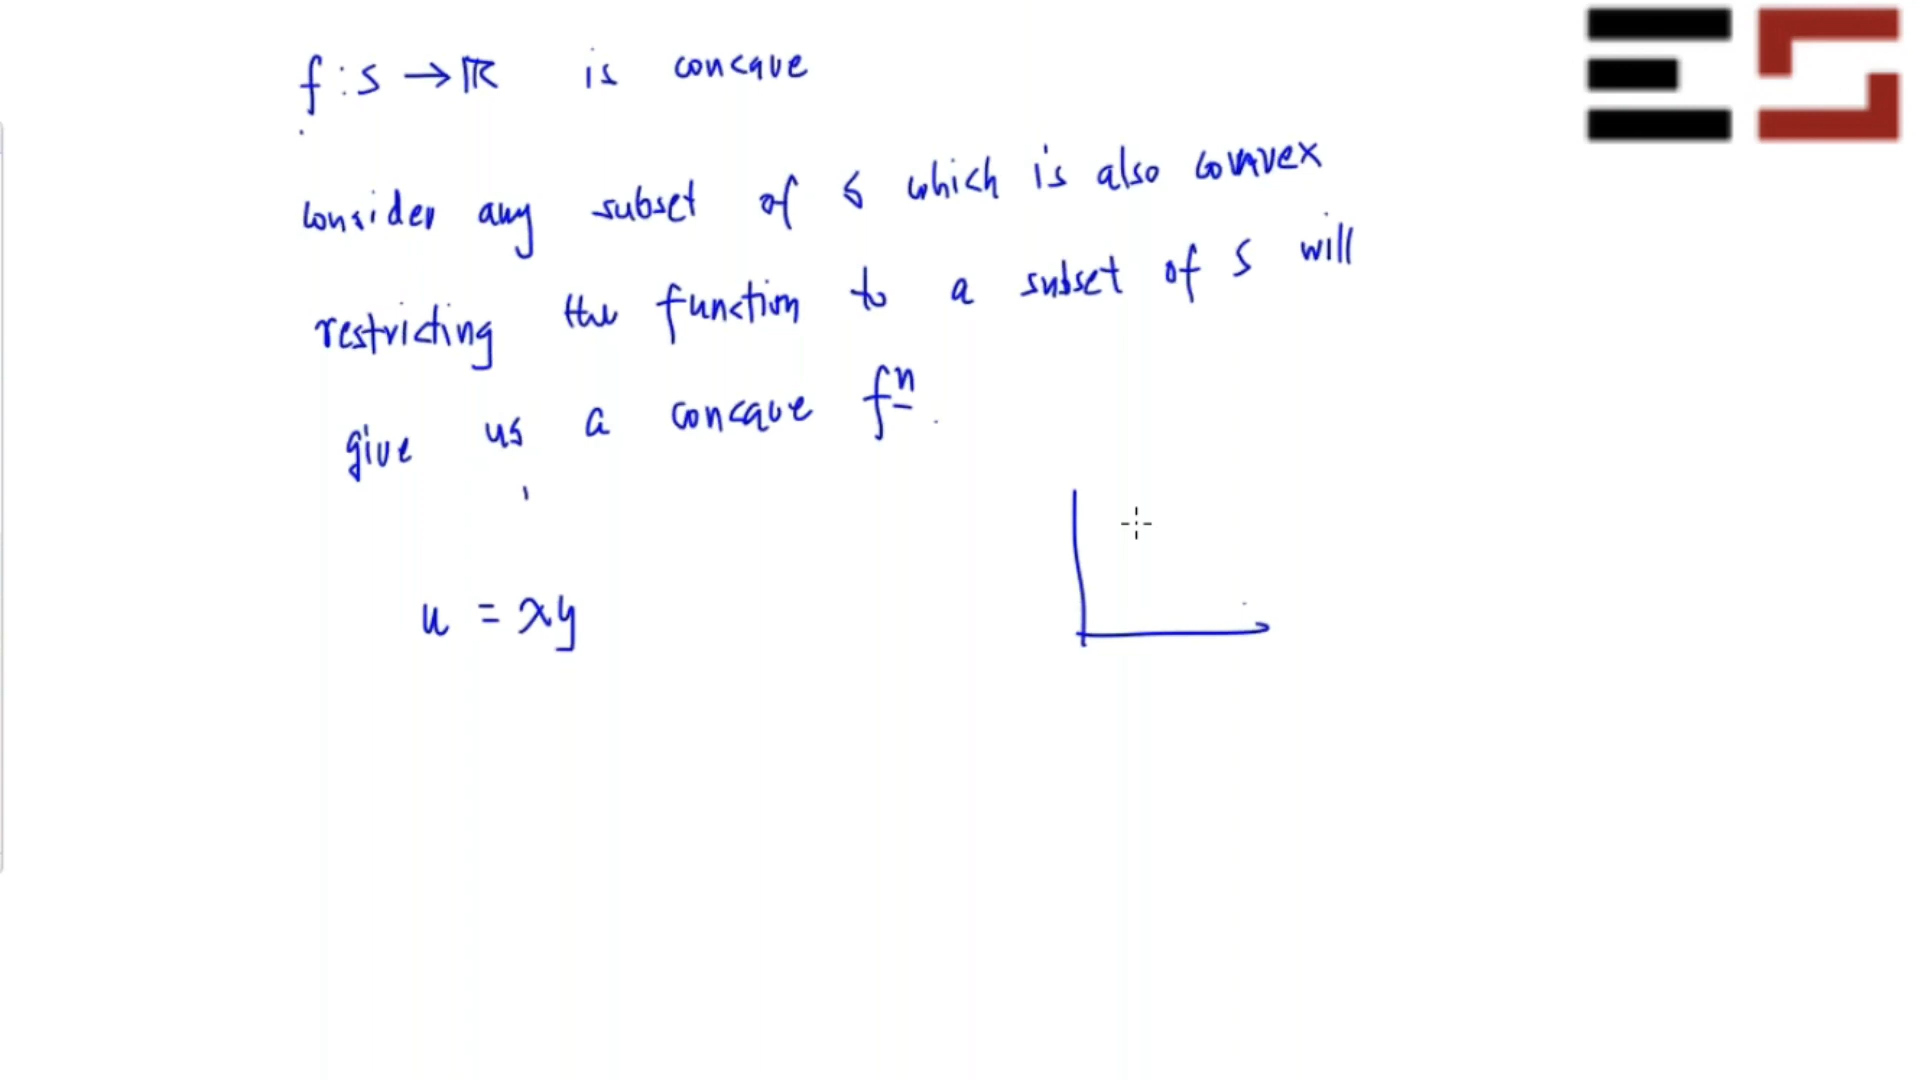 f : S → ℝ is concave
consider any subset of S which is also convex
restricting the function to a subset of S will
give us a concave fⁿ.
u = xy
ES